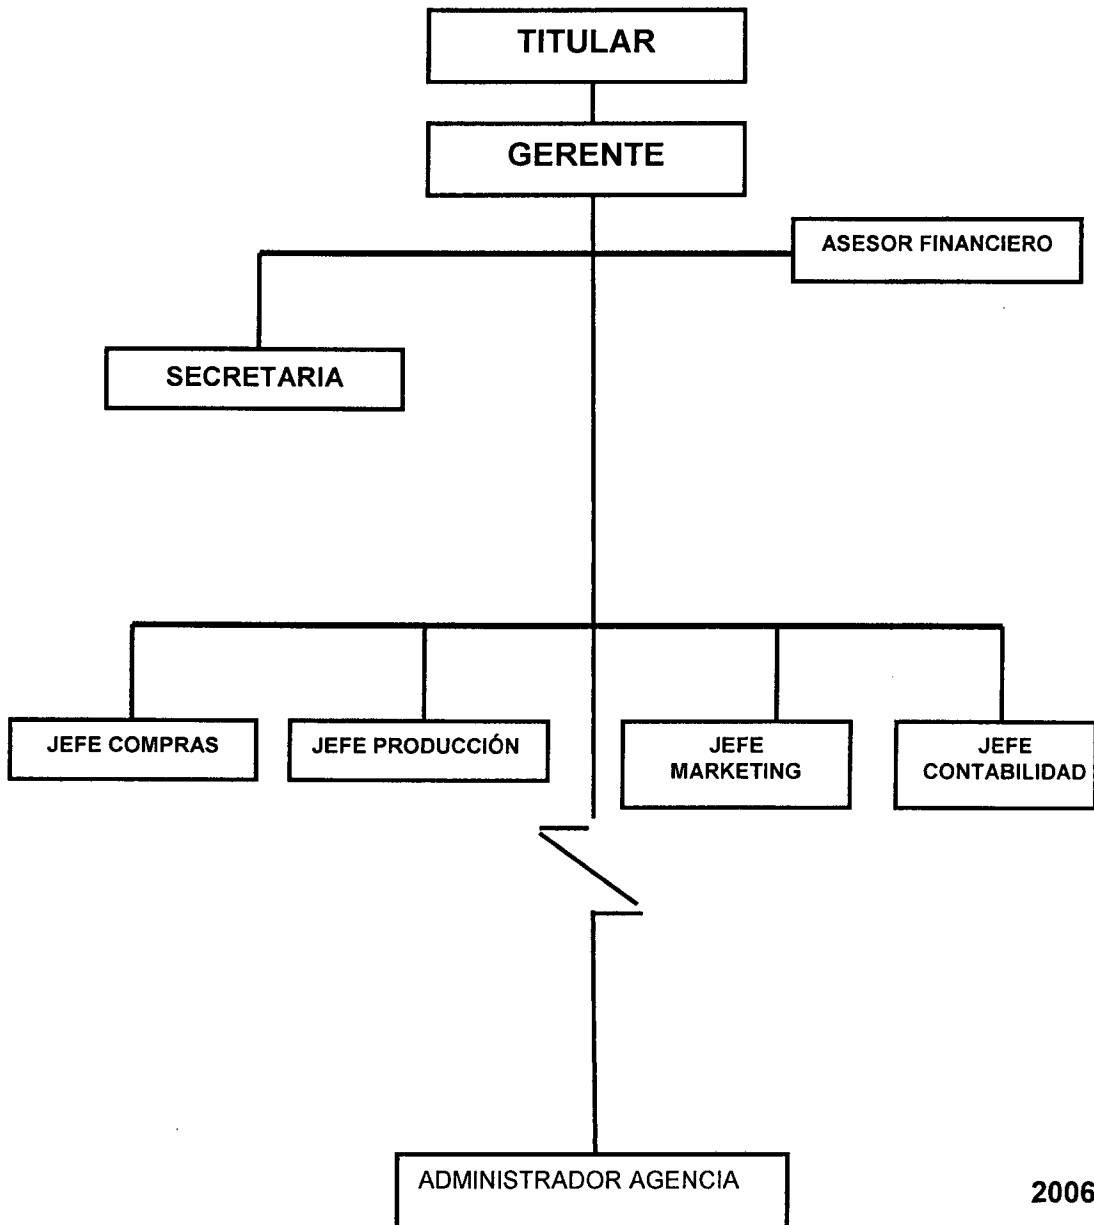 TITULAR
GERENTE
ASESOR FINANCIERO
SECRETARIA
JEFE COMPRAS
JEFE PRODUCCIÓN
JEFE
MARKETING
JEFE
CONTABILIDAD
ADMINISTRADOR AGENCIA
2006